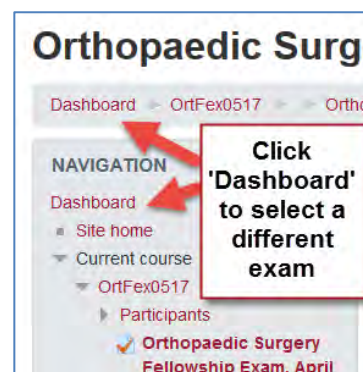 Orthopaedic Surg
Dashboard OrtFex0517 Ortho
NAVIGATION
Dashboard
Site home
Current course
OrtFex0517
Participants
Orthopaedic Surgery
Fellowship Exam, April
Click
'Dashboard'
to select a
different
exam